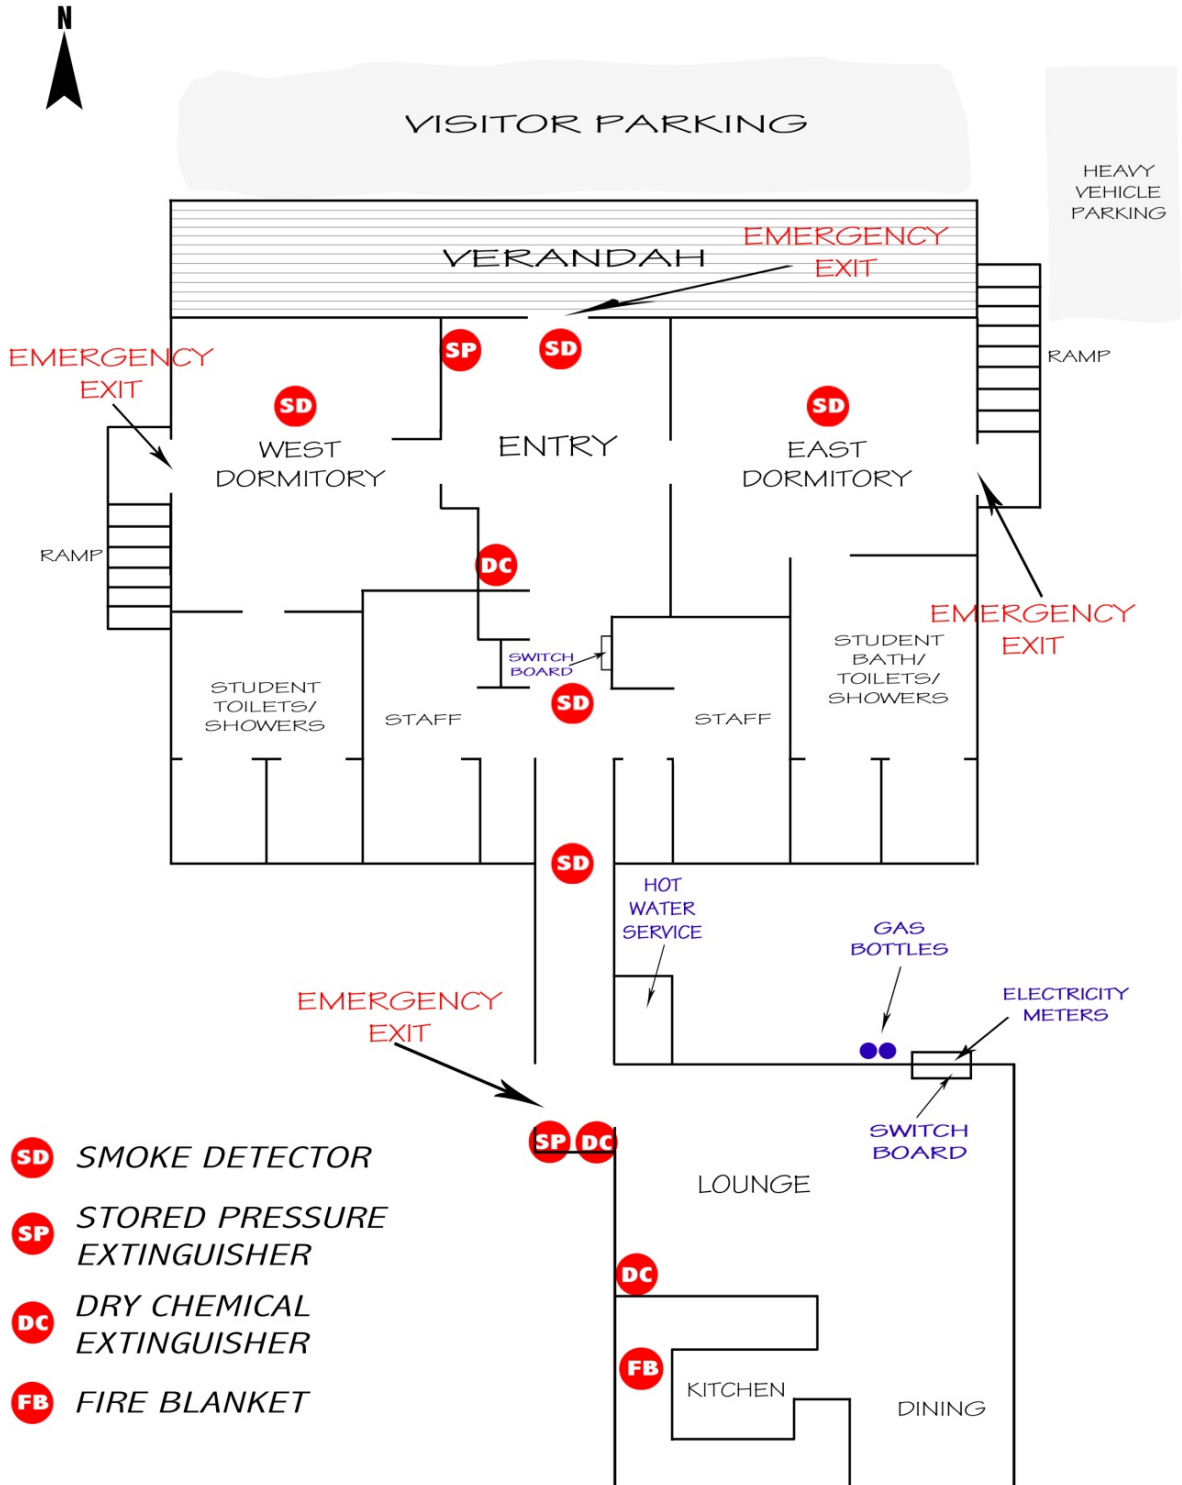 N
VISITOR PARKING
HEAVY
VEHICLE
PARKING
EMERGENCY
EXIT
VERANDAH
EMERGENCY
EXIT
SP
SD
RAMP
SD
SD
WEST
DORMITORY
ENTRY
EAST
DORMITORY
RAMP
DC
EMERGENCY
EXIT
SWITCH
BOARD
STUDENT
BATH/
TOILETS/
SHOWERS
STUDENT
TOILETS/
SHOWERS
STAFF
SD
STAFF
SD
HOT
WATER
SERVICE
GAS
BOTTLES
EMERGENCY
EXIT
ELECTRICITY
METERS
SP
DC
SWITCH
BOARD
LOUNGE
SD SMOKE DETECTOR
SP STORED PRESSURE
EXTINGUISHER
DC DRY CHEMICAL
EXTINGUISHER
FB FIRE BLANKET
DC
FB
KITCHEN
DINING